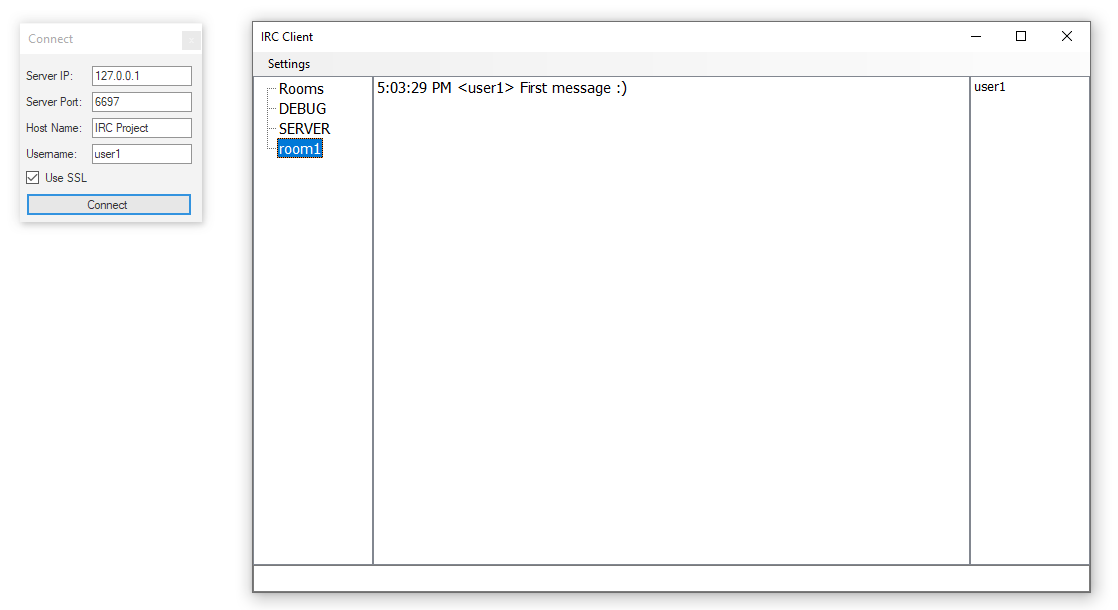 Connect
Server IP: 127.0.0.1
Server Port: 6697
Host Name: IRC Project
Username: user1
Use SSL
Connect
IRC Client
Settings
Rooms
DEBUG
SERVER
room1
5:03:29 PM <user1> First message :)
user1